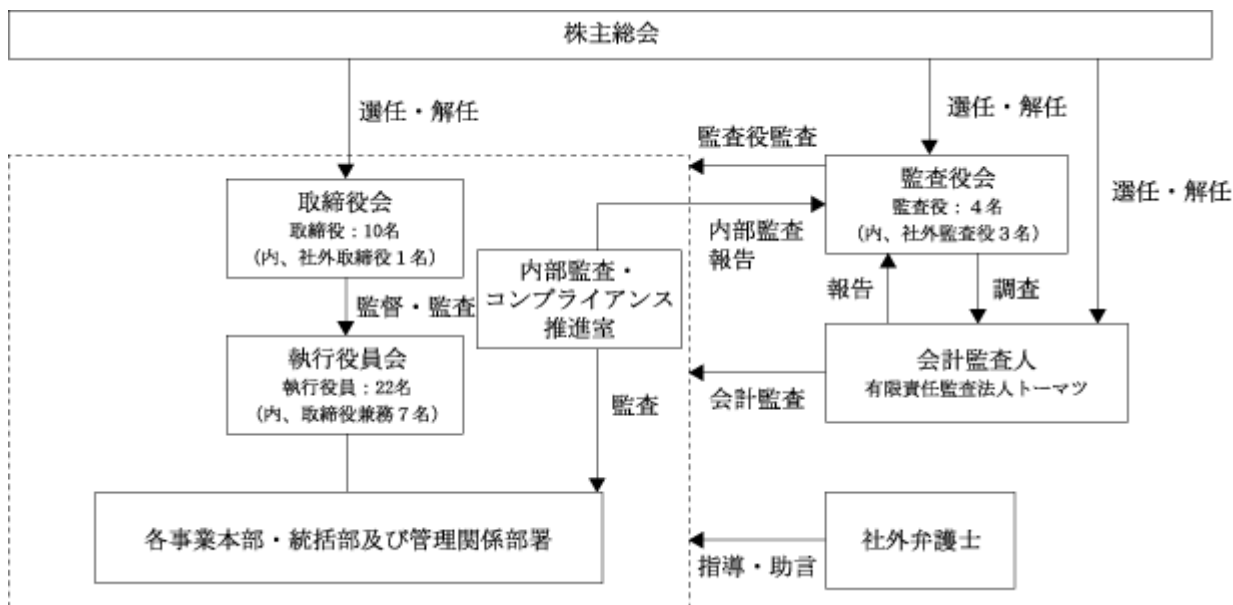 株主総会
選任・解任
選任・解任
選任・解任
監査役監査
取締役会
取締役：10名
（内、社外取締役１名）
監査役会
監査役：４名
（内、社外監査役３名）
内部監査
報告
内部監査・
コンプライアンス
推進室
監督・監査
報告
調査
執行役員会
執行役員：22名
（内、取締役兼務７名）
会計監査人
有限責任監査法人トーマツ
会計監査
監査
各事業本部・統括部及び管理関係部署
社外弁護士
指導・助言